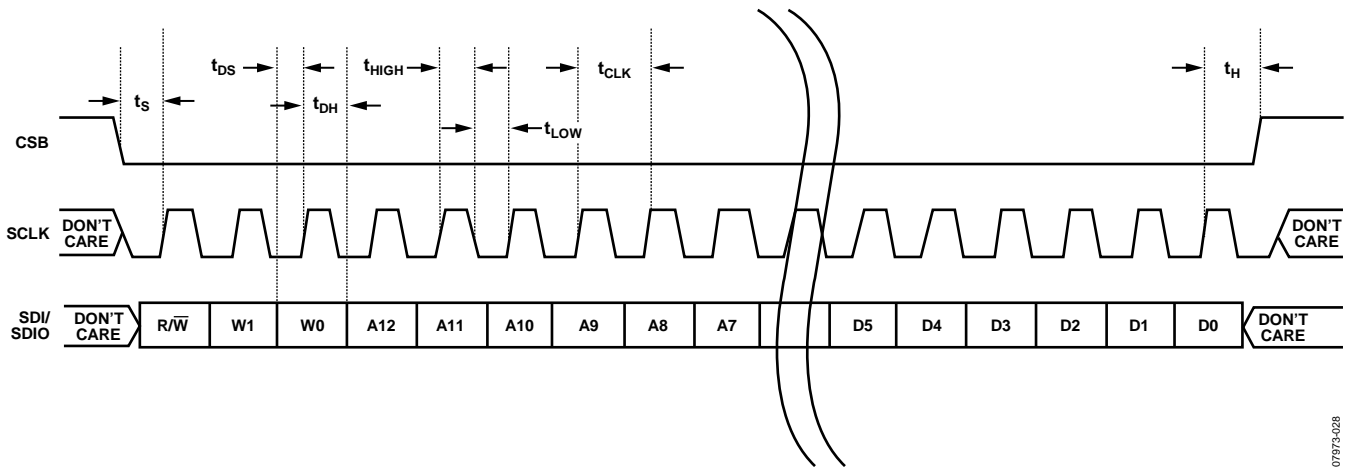 tDS
tHIGH
tCLK
tH
tS
tDH
tLOW
CSB
SCLK
DON'T
CARE
DON'T
CARE
SDI/
SDIO
DON'T
CARE
R/W̅
W1
W0
A12
A11
A10
A9
A8
A7
D5
D4
D3
D2
D1
D0
DON'T
CARE
07973-028